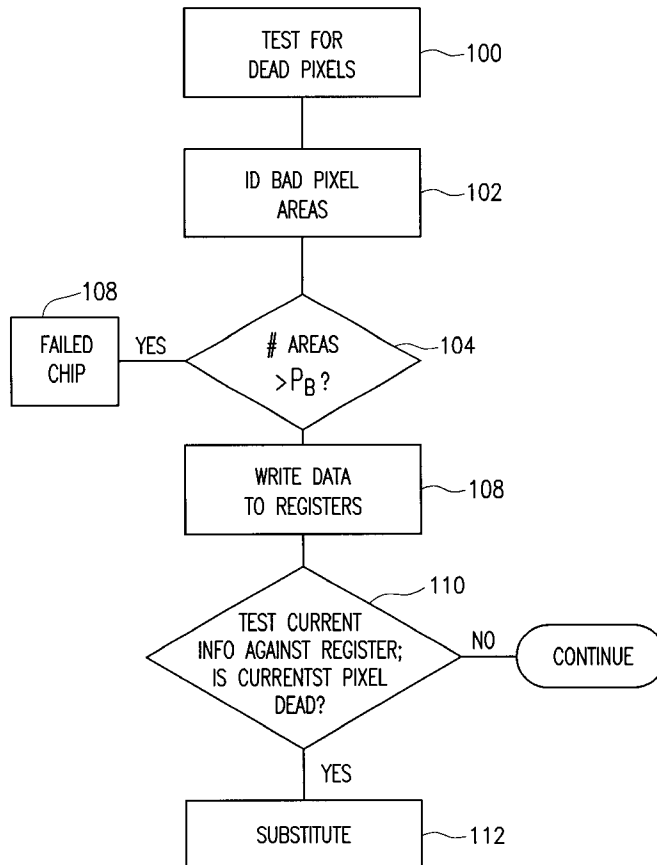 TEST FOR
DEAD PIXELS
100
ID BAD PIXEL
AREAS
102
108
FAILED
CHIP
YES
# AREAS
>PB?
104
WRITE DATA
TO REGISTERS
108
110
TEST CURRENT
INFO AGAINST REGISTER;
IS CURRENTST PIXEL
DEAD?
NO
CONTINUE
YES
SUBSTITUTE
112